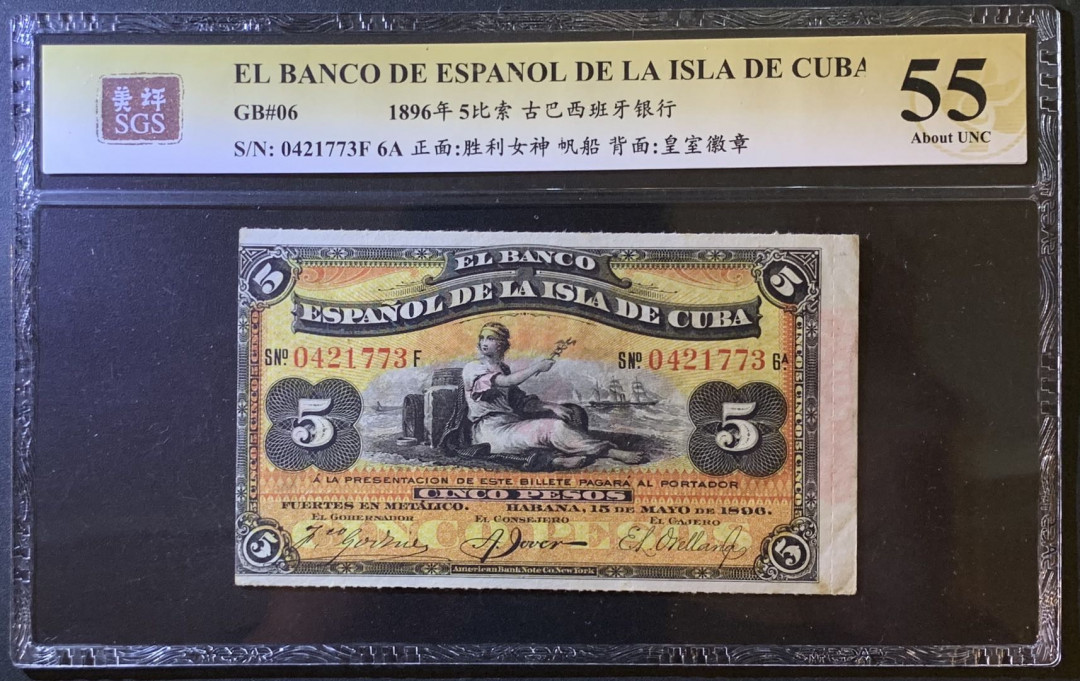 EL BANCO DE ESPANOL DE LA ISLA DE CUBA
美评
SGS
GB#06 1896年 5比索 古巴西班牙银行
S/N: 0421773F 6A 正面:胜利女神 帆船 背面:皇室徽章
55
About UNC
5 5
EL BANCO
ESPAÑOL DE LA ISLA DE CUBA
SNº 0421773 F SNº 0421773 6A
5 5
CINCO CINCO CINCO
Á LA PRESENTACION DE ESTE BILLETE PAGARA AL PORTADOR
CINCO PESOS
FUERTES EN METÁLICO. HABANA, 15 DE MAYO DE 1896.
EL GOBERNADOR EL CONSEJERO EL CAJERO
5 5
American Bank Note Co. New York